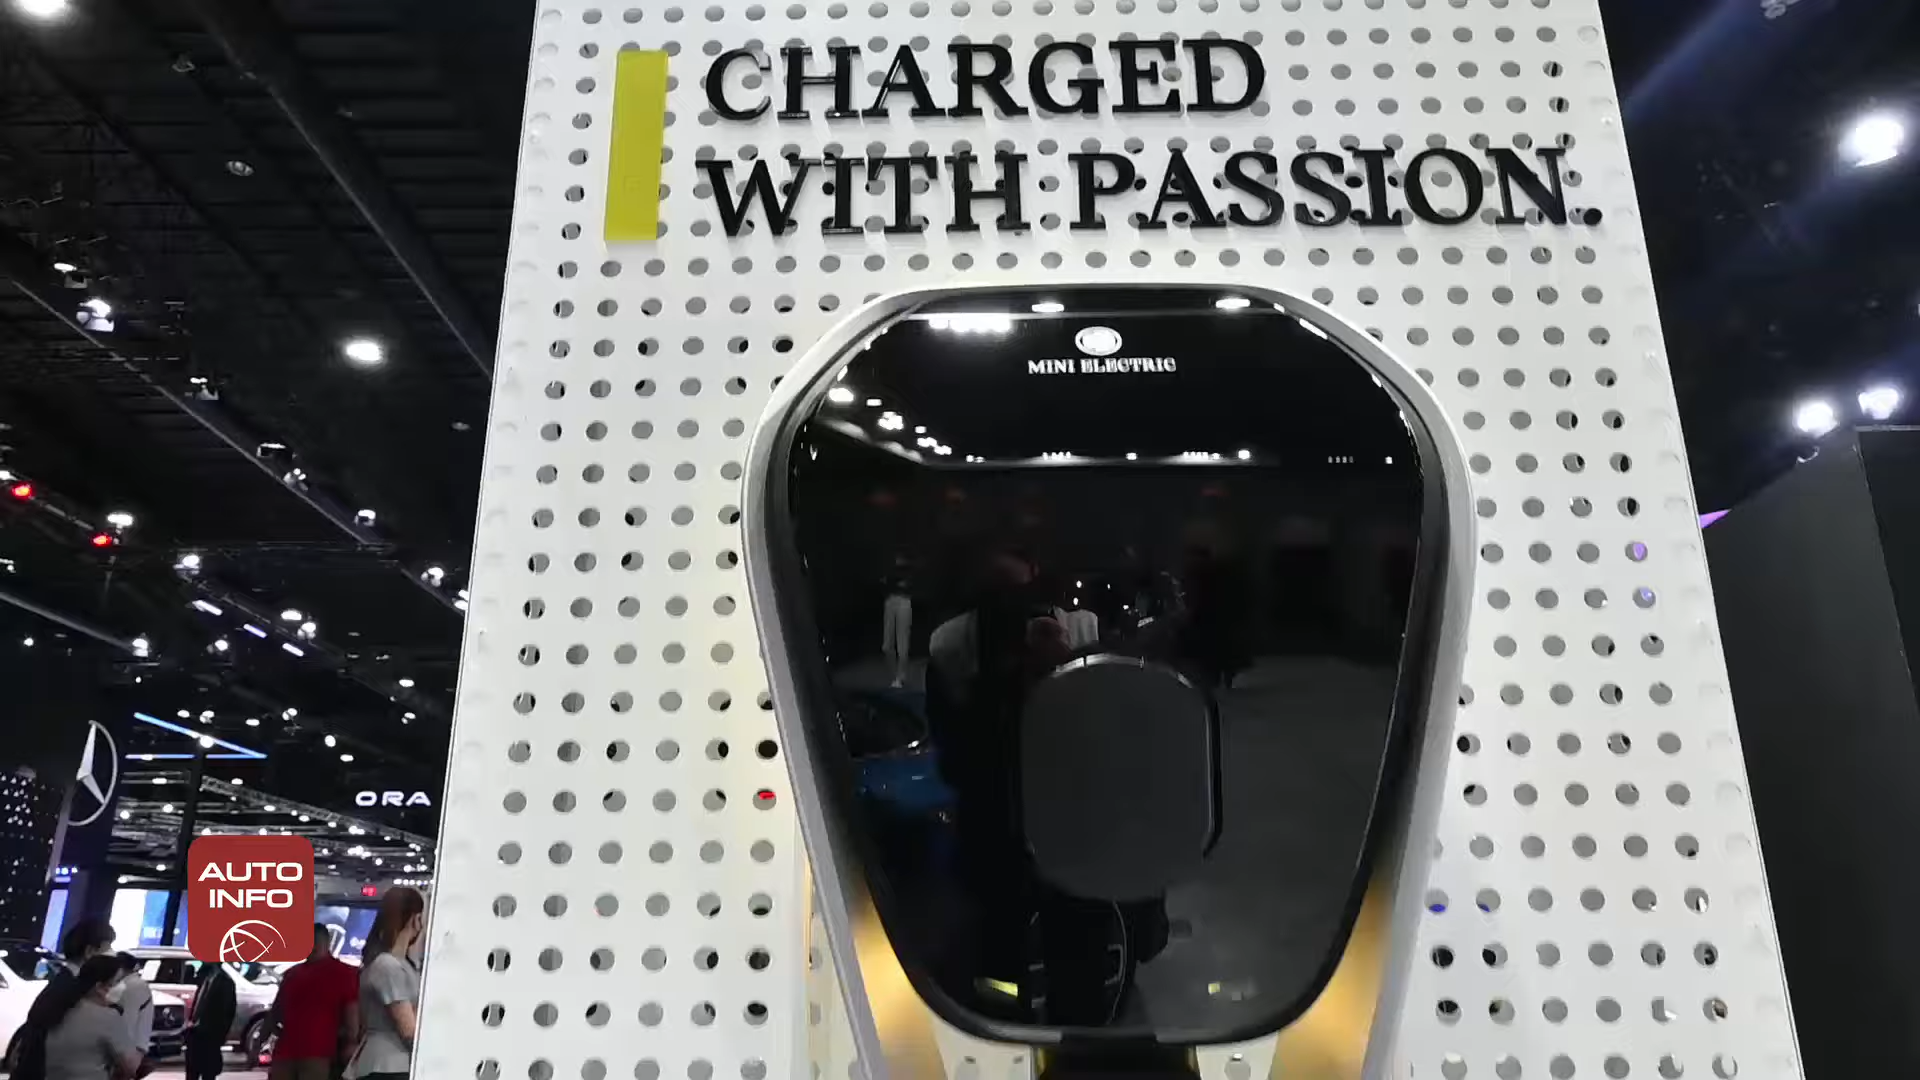 CHARGED
WITH PASSION.
MINI ELECTRIC
ORA
AUTO
INFO